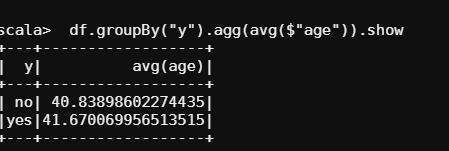 scala>  df.groupBy("y").agg(avg($"age")).show
+---+------------------+
|  y|          avg(age)|
+---+------------------+
| no| 40.83898602274435|
|yes|41.670069956513515|
+---+------------------+